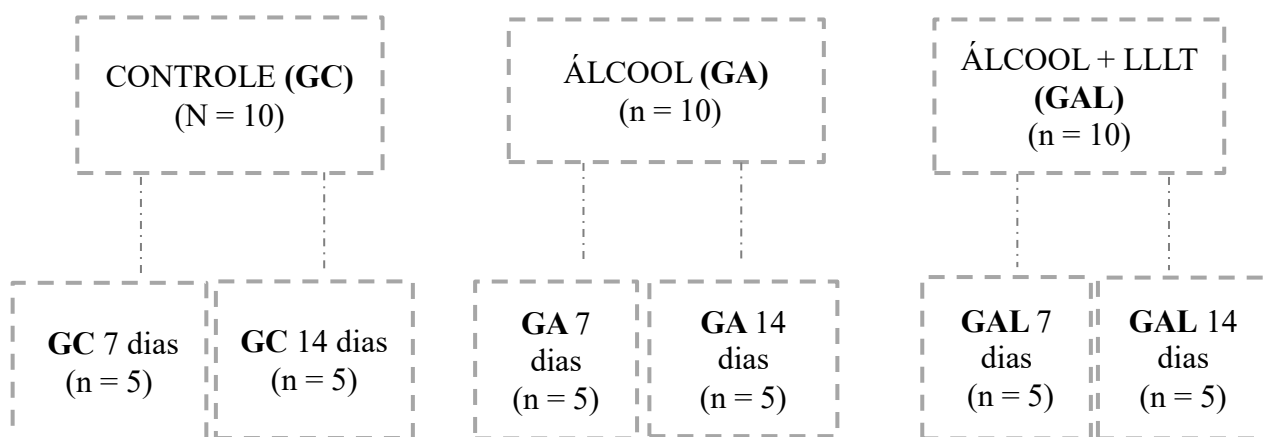 CONTROLE (GC)
(N = 10)
ÁLCOOL (GA)
(n = 10)
ÁLCOOL + LLLT
(GAL)
(n = 10)
GC 7 dias
(n = 5)
GC 14 dias
(n = 5)
GA 7
dias
(n = 5)
GA 14
dias
(n = 5)
GAL 7
dias
(n = 5)
GAL 14
dias
(n = 5)